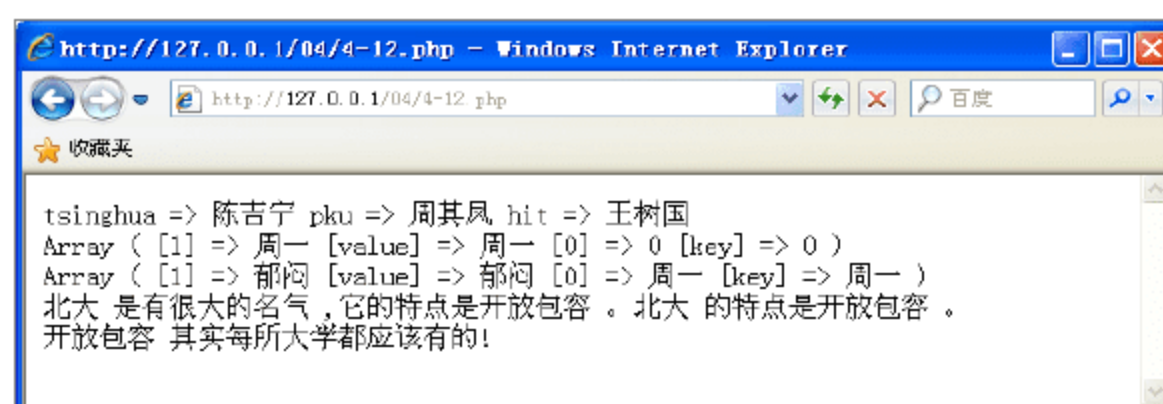 http://127.0.0.1/04/4-12.php - Windows Internet Explorer
http://127.0.0.1/04/4-12.php 百度
收藏夹
tsinghua => 陈吉宁 pku => 周其凤 hit => 王树国
Array ( [1] => 周一 [value] => 周一 [0] => 0 [key] => 0 )
Array ( [1] => 郁闷 [value] => 郁闷 [0] => 周一 [key] => 周一 )
北大 是有很大的名气 ,它的特点是开放包容 。北大 的特点是开放包容 。
开放包容 其实每所大学都应该有的!